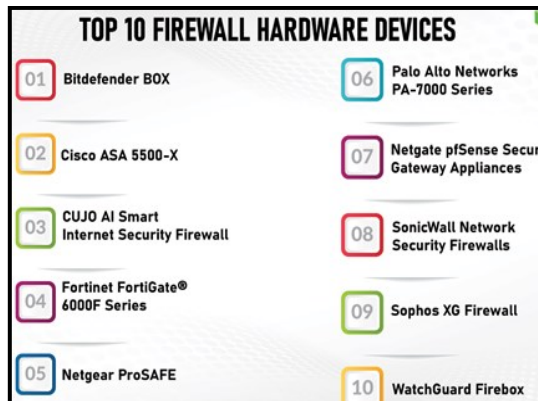 TOP 10 FIREWALL HARDWARE DEVICES
01
Bitdefender BOX
02
Cisco ASA 5500-X
03
CUJO AI Smart
Internet Security Firewall
04
Fortinet FortiGate®
6000F Series
05
Netgear ProSAFE
06
Palo Alto Networks
PA-7000 Series
07
Netgate pfSense Secur
Gateway Appliances
08
SonicWall Network
Security Firewalls
09
Sophos XG Firewall
10
WatchGuard Firebox